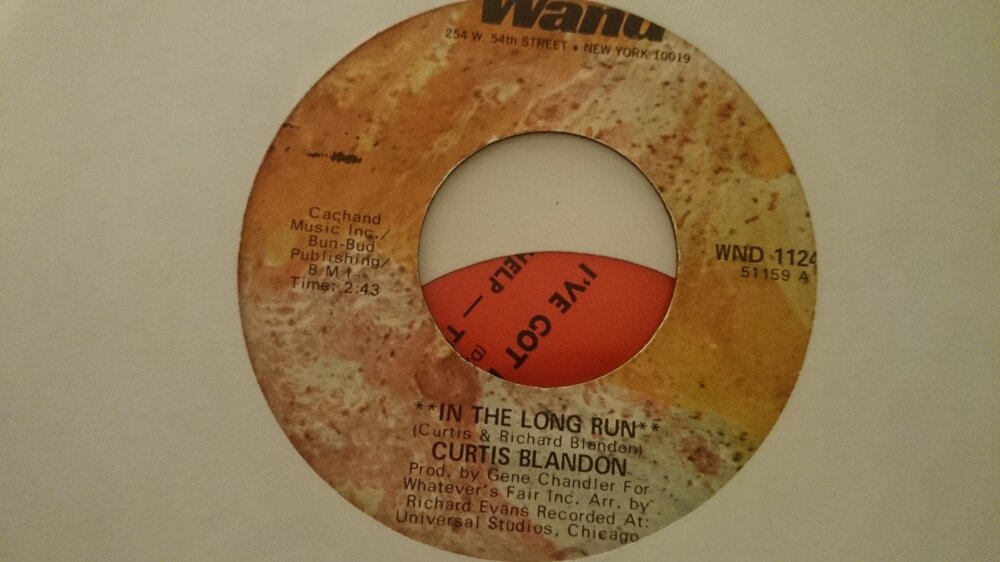 Wand
254 W. 54th STREET • NEW YORK 10019
Cachand
Music Inc./
Bun-Bud
Publishing/
BMI
Time: 2:43
WND 1124
51159 A
I'VE GOT
HELP —
**IN THE LONG RUN**
(Curtis & Richard Blandon)
CURTIS BLANDON
Prod. by Gene Chandler For
Whatever's Fair Inc. Arr. by
Richard Evans Recorded At:
Universal Studios, Chicago